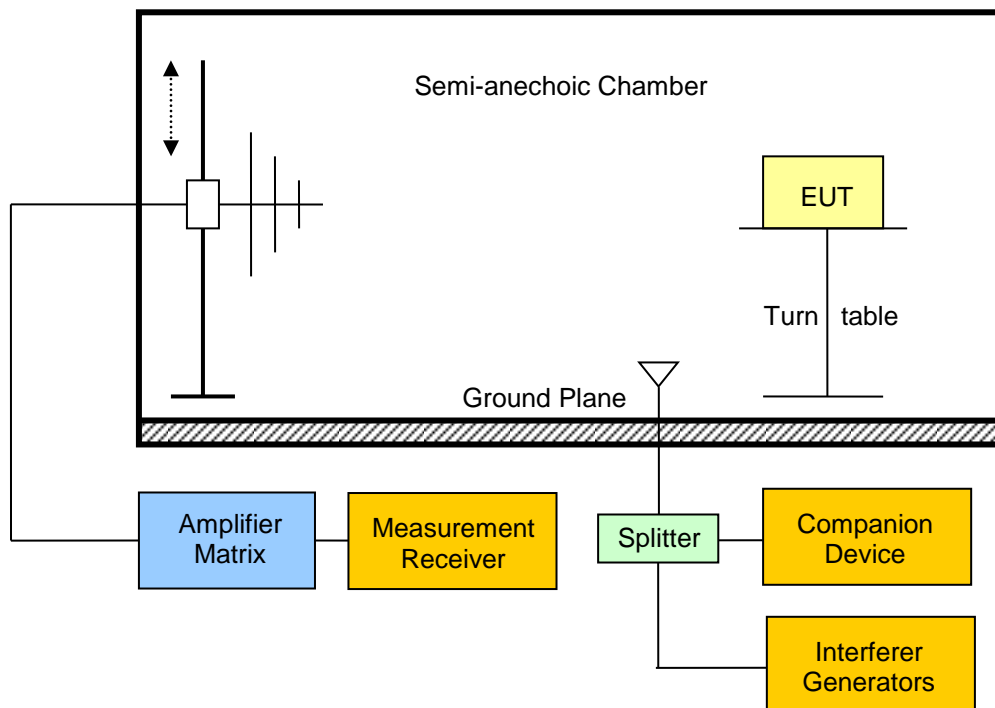 Semi-anechoic Chamber
EUT
Turn table
Ground Plane
Amplifier
Matrix
Measurement
Receiver
Splitter
Companion
Device
Interferer
Generators